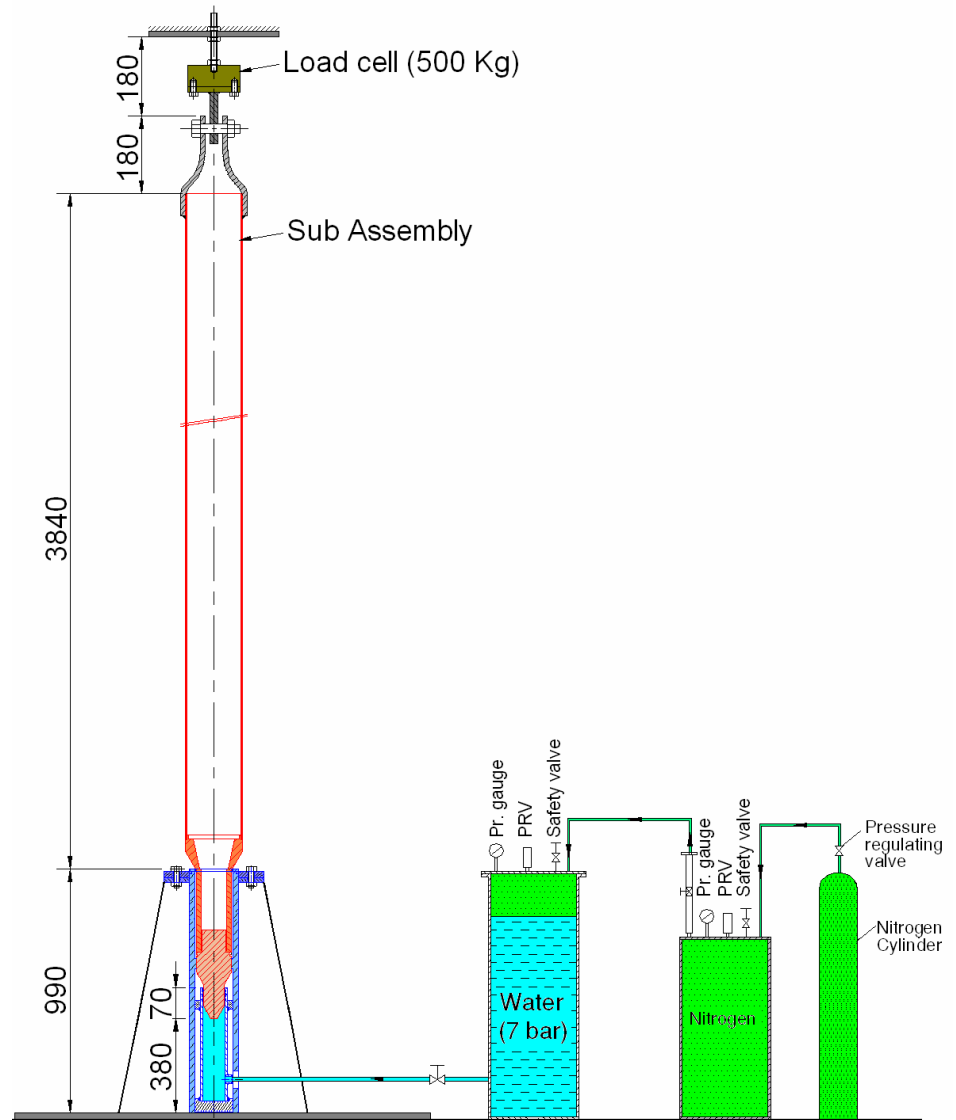 180
Load cell (500 Kg)
180
Sub Assembly
3840
990
70
380
Pr. gauge
PRV
Safety valve
Water
(7 bar)
Pr. gauge
PRV
Safety valve
Nitrogen
Pressure
regulating
valve
Nitrogen
Cylinder